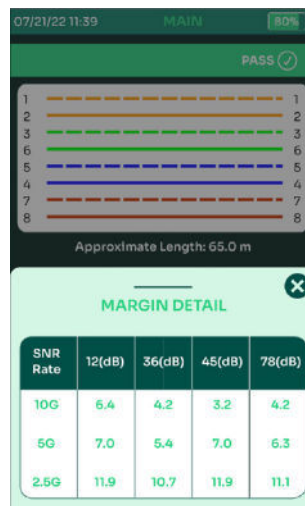 07/21/22 11:39 MAIN 80%
PASS
1 1
2 2
3 3
6 6
5 5
4 4
7 7
8 8
Approximate Length: 65.0 m
MARGIN DETAIL
SNR Rate 12(dB) 36(dB) 45(dB) 78(dB)
10G 6.4 4.2 3.2 4.2
5G 7.0 5.4 7.0 6.3
2.5G 11.9 10.7 11.9 11.1